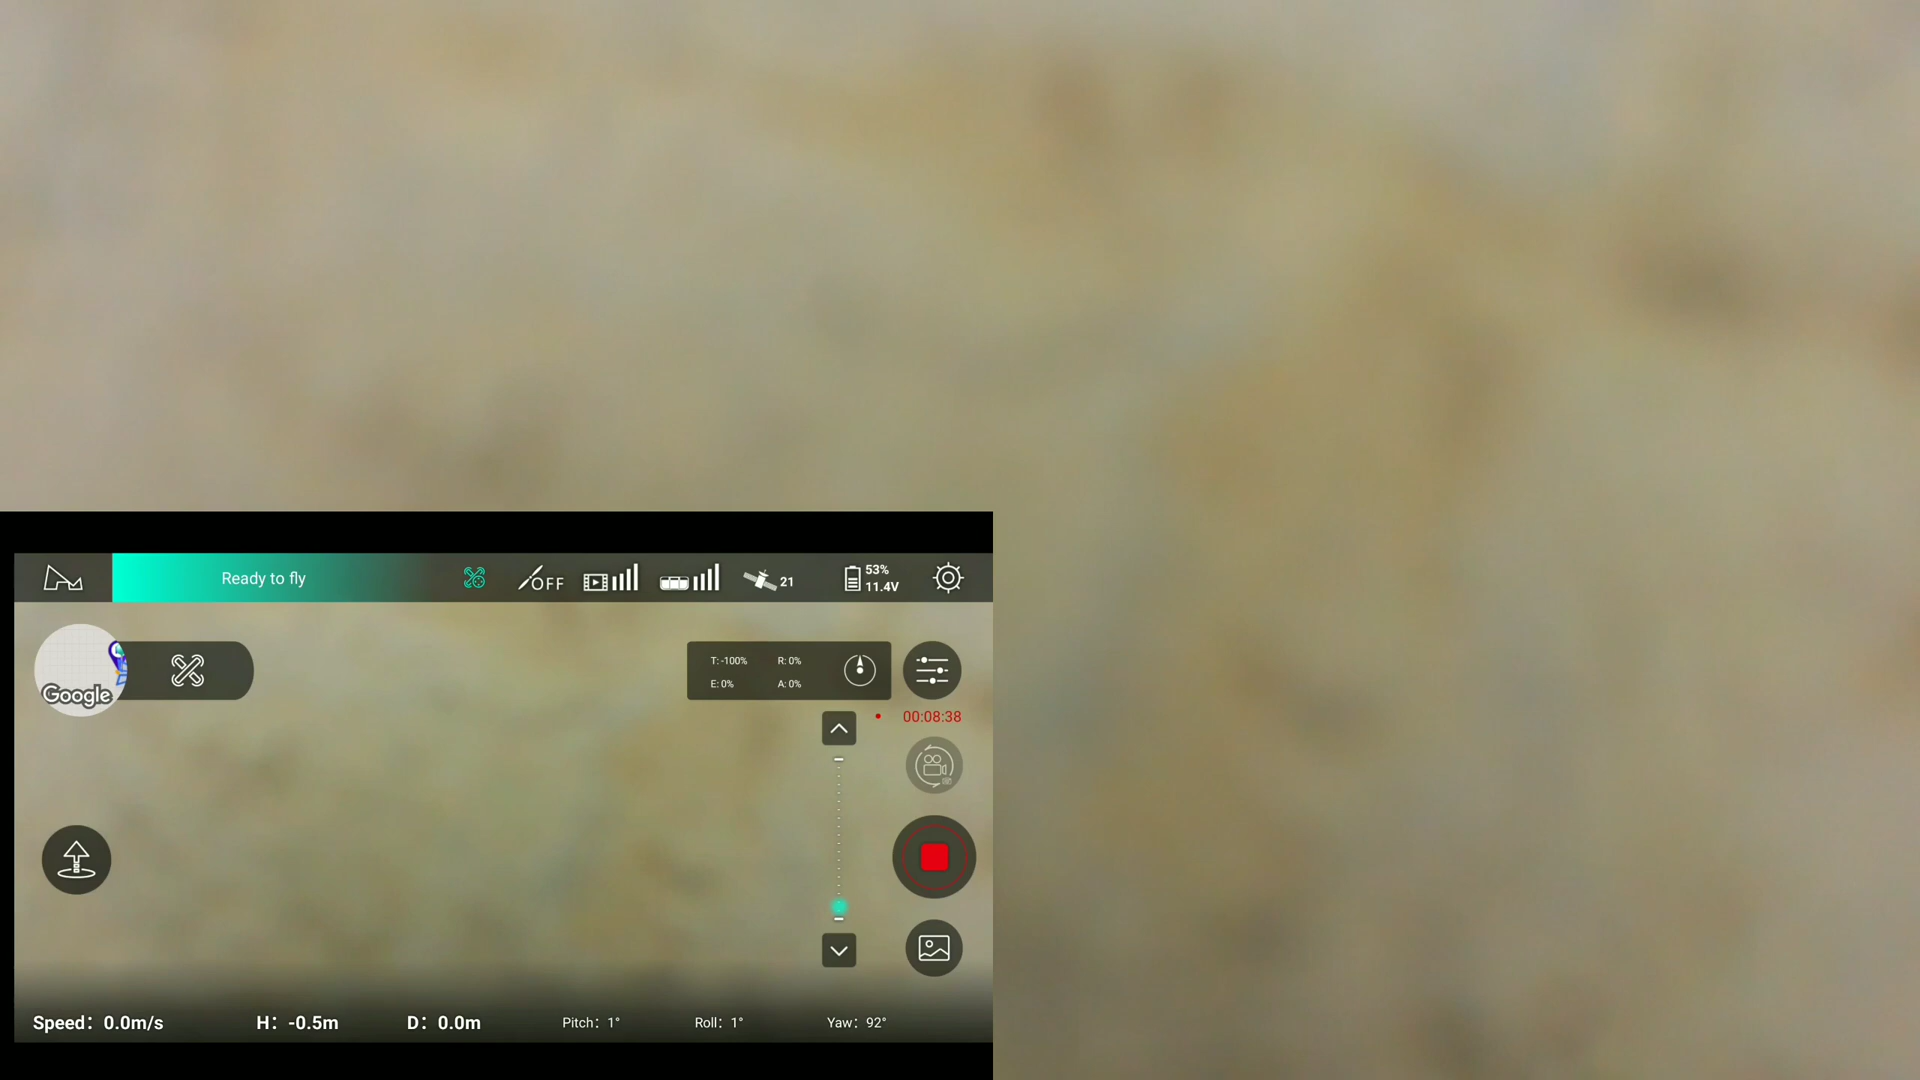 Ready to fly
OFF
21
53%
11.4V
Google
T:-100% R:0%
E:0% A:0%
00:08:38
Speed: 0.0m/s H: -0.5m D: 0.0m Pitch: 1° Roll: 1° Yaw: 92°